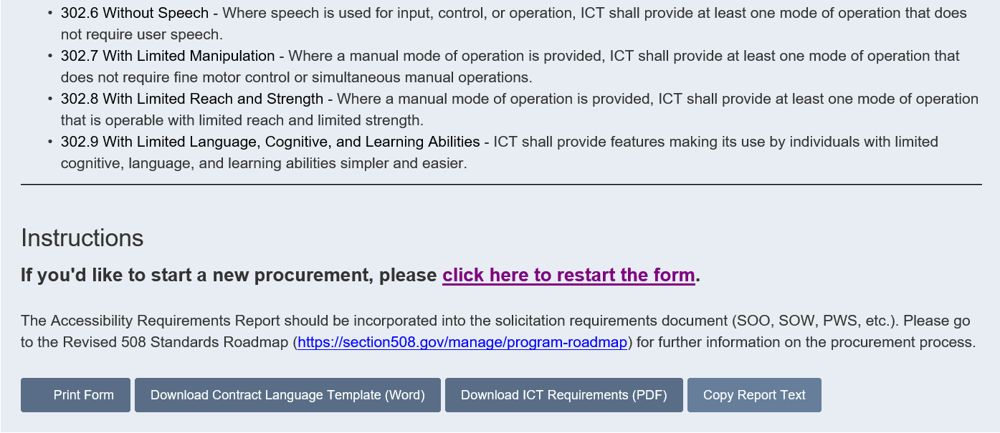 • 302.6 Without Speech - Where speech is used for input, control, or operation, ICT shall provide at least one mode of operation that does
not require user speech.
• 302.7 With Limited Manipulation - Where a manual mode of operation is provided, ICT shall provide at least one mode of operation that
does not require fine motor control or simultaneous manual operations.
• 302.8 With Limited Reach and Strength - Where a manual mode of operation is provided, ICT shall provide at least one mode of operation
that is operable with limited reach and limited strength.
• 302.9 With Limited Language, Cognitive, and Learning Abilities - ICT shall provide features making its use by individuals with limited
cognitive, language, and learning abilities simpler and easier.
Instructions
If you'd like to start a new procurement, please click here to restart the form.
The Accessibility Requirements Report should be incorporated into the solicitation requirements document (SOO, SOW, PWS, etc.). Please go
to the Revised 508 Standards Roadmap (https://section508.gov/manage/program-roadmap) for further information on the procurement process.
Print Form Download Contract Language Template (Word) Download ICT Requirements (PDF) Copy Report Text